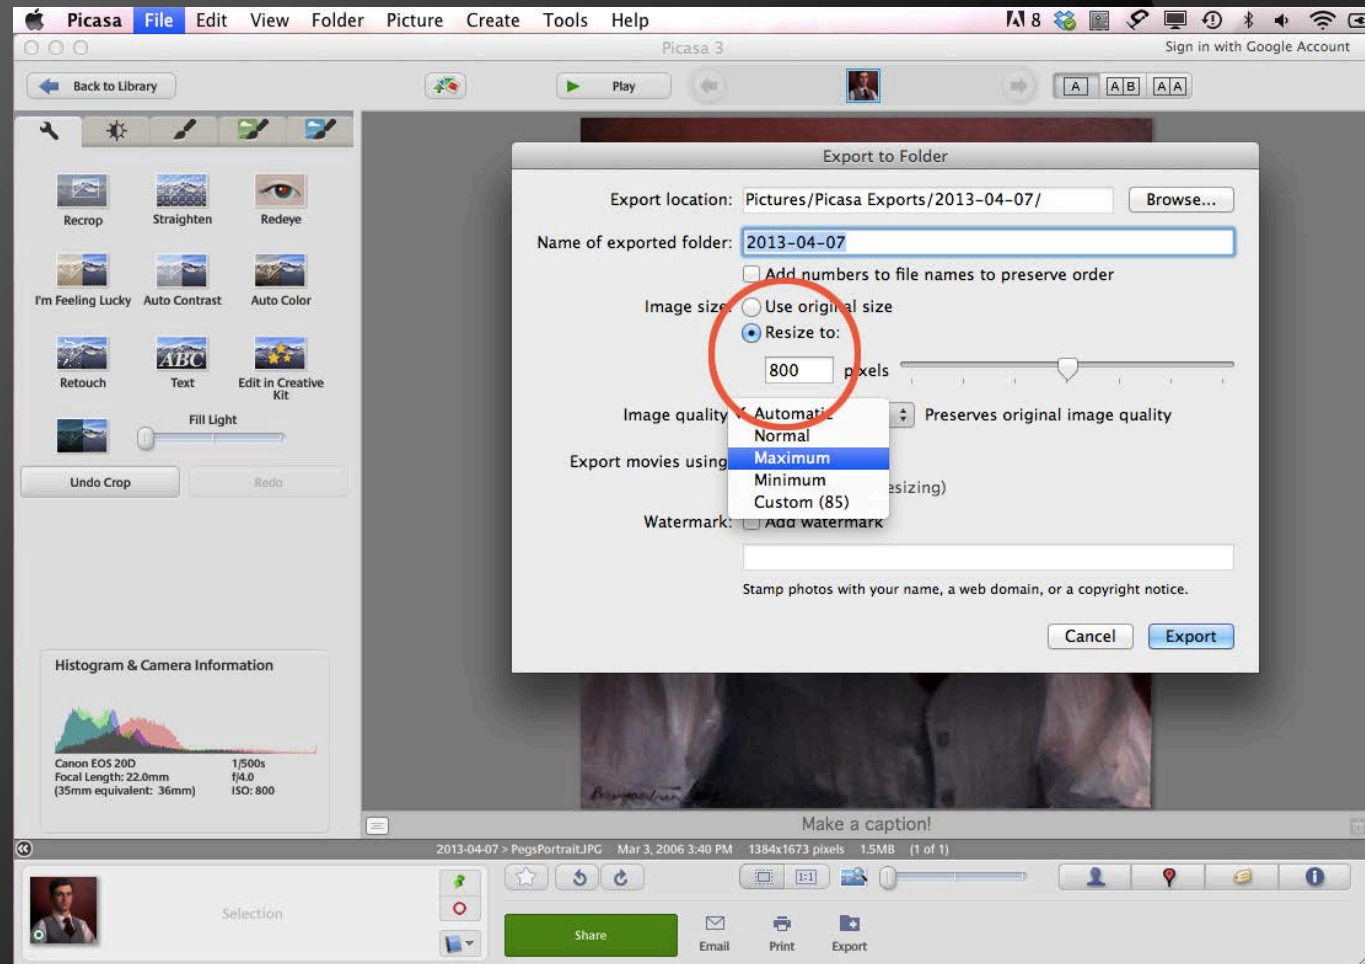 Picasa File Edit View Folder Picture Create Tools Help 8
Picasa 3 Sign in with Google Account
Back to Library Play A A B A A
Export to Folder
Export location: Pictures/Picasa Exports/2013-04-07/ Browse...
Name of exported folder: 2013-04-07
Add numbers to file names to preserve order
Image size: Use original size
Resize to:
800 pixels
Image quality Automatic Preserves original image quality
Normal
Export movies using Maximum
Minimum
esizing)
Custom (85)
Watermark: Add watermark
Stamp photos with your name, a web domain, or a copyright notice.
Cancel Export
Recrop Straighten Redeye
I'm Feeling Lucky Auto Contrast Auto Color
ABC
Retouch Text Edit in Creative
Kit
Fill Light
Undo Crop Redo
Histogram & Camera Information
Canon EOS 20D 1/500s
Focal Length: 22.0mm f/4.0
(35mm equivalent: 36mm) ISO: 800
Make a caption!
2013-04-07 > PegsPortrait.JPG Mar 3, 2006 3:40 PM 1384x1673 pixels 1.5MB (1 of 1)
1:1
Selection
Share Email Print Export